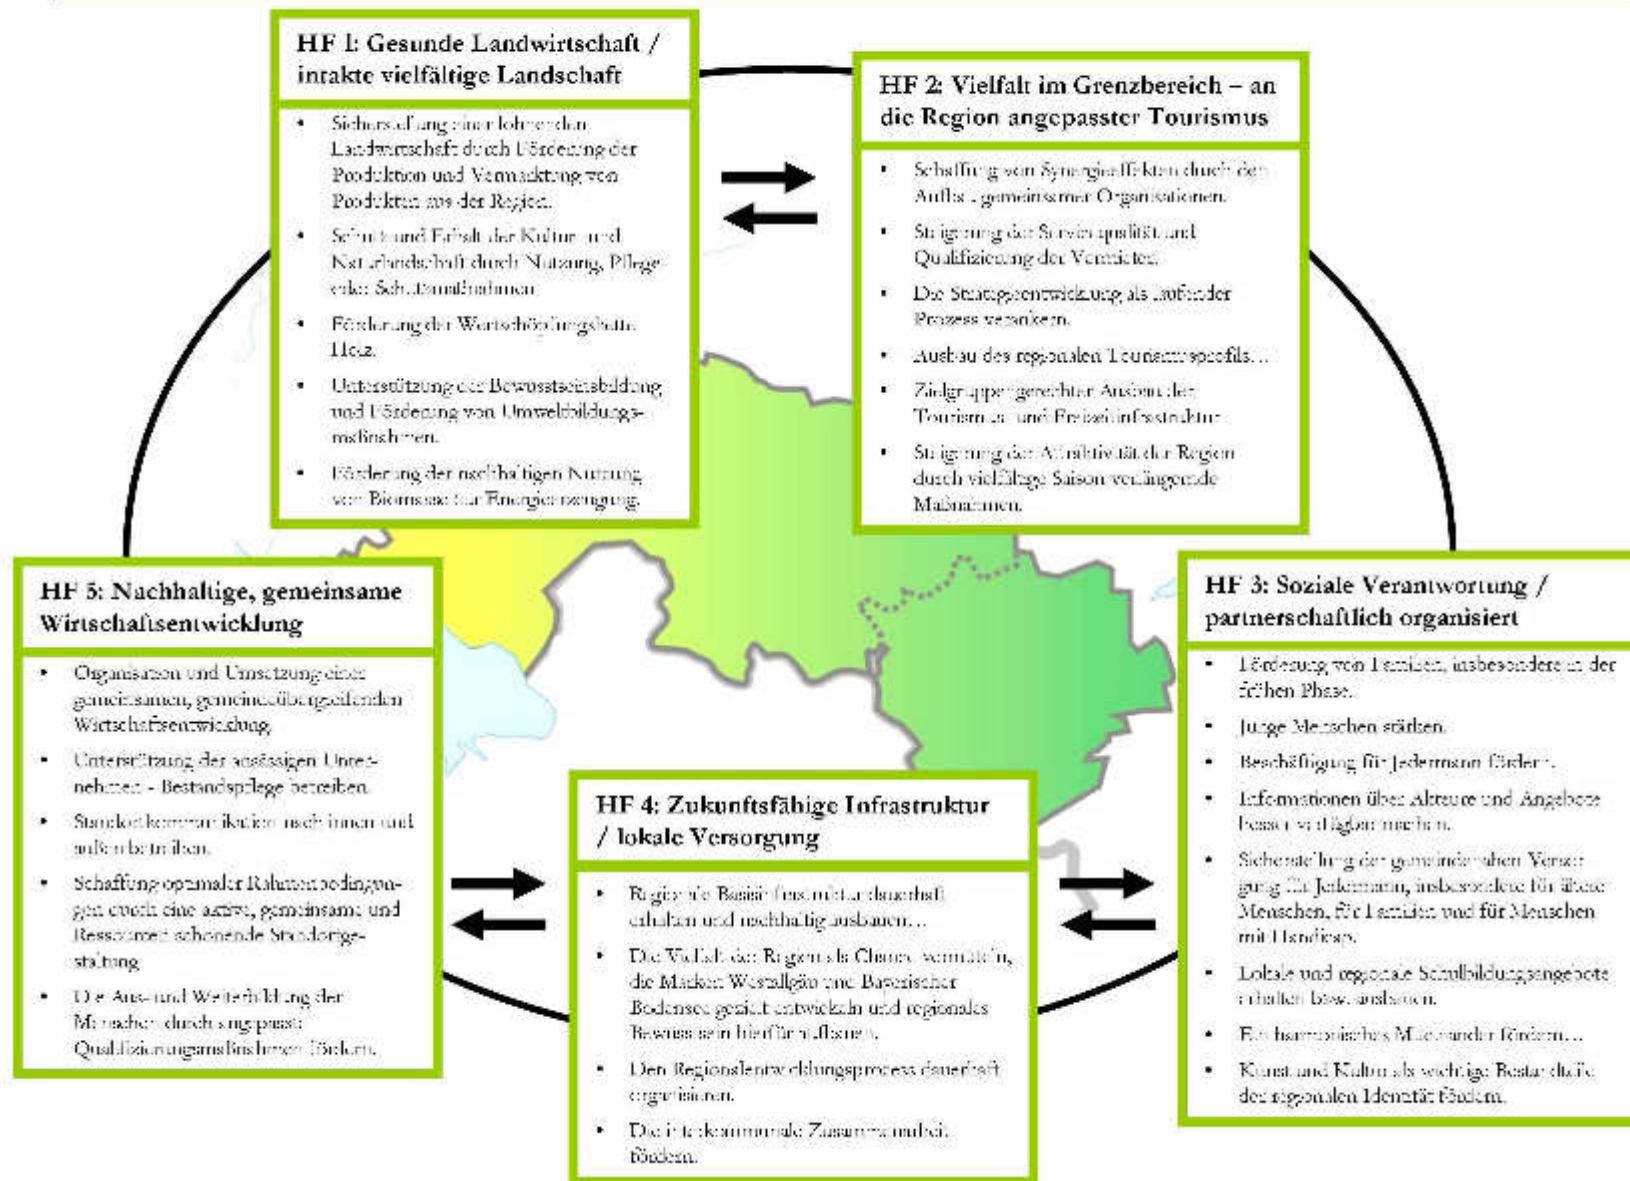 HF 1: Gesunde Landwirtschaft /
intakte vielfältige Landschaft
• Sicherstellung einer lohnenden
Landwirtschaft durch Förderung der
Produktion und Vermarktung von
Produkten aus der Region.
• Schutz und Erhalt der Kultur- und
Naturlandschaft durch Nutzung, Pflege
oder Schutzmaßnahmen
• Förderung der Wertschöpfungskette
Holz.
• Unterstützung der Bewusstseinsbildung
und Förderung von Umweltbildungs-
maßnahmen.
• Förderung der nachhaltigen Nutzung
von Biomasse zur Energieerzeugung.
HF 2: Vielfalt im Grenzbereich – an
die Region angepasster Tourismus
• Schaffung von Synergieeffekten durch den
Aufbau gemeinsamer Organisationen.
• Steigerung der Servicequalität und
Qualifizierung der Vermieter.
• Die Strategieentwicklung als laufender
Prozess verankern.
• Ausbau des regionalen Tourismusprofils…
• Zielgruppengerechter Ausbau der
Tourismus- und Freizeitinfrastruktur
• Steigerung der Attraktivität der Region
durch vielfältige Saison verlängernde
Maßnahmen.
HF 3: Soziale Verantwortung /
partnerschaftlich organisiert
• Förderung von Familien, insbesondere in der
frühen Phase.
• Junge Menschen stärken.
• Beschäftigung für Jedermann fördern.
• Informationen über Akteure und Angebote
besser verfügbar machen.
• Sicherstellung der gemeindenahen Versor
gung für Jedermann, insbesondere für ältere
Menschen, für Familien und für Menschen
mit Handicap.
• Lokale und regionale Schulbildungsangebote
erhalten bzw. ausbauen.
• Ein harmonisches Miteinander fördern…
• Kunst und Kultur als wichtige Bestandteile
der regionalen Identität fördern.
HF 4: Zukunftsfähige Infrastruktur
/ lokale Versorgung
• Regionale Basisinfrastruktur dauerhaft
erhalten und nachhaltig ausbauen…
• Die Vielfalt der Region als Chance vermitteln,
die Marken Westallgäu und Bayerischer
Bodensee gezielt entwickeln und regionales
Bewusstsein hierfür aufbauen.
• Den Regionalentwicklungsprozess dauerhaft
organisieren.
• Die interkommunale Zusammenarbeit
fördern.
HF 5: Nachhaltige, gemeinsame
Wirtschaftsentwicklung
• Organisation und Umsetzung einer
gemeinsamen, gemeindeübergreifenden
Wirtschaftsentwicklung
• Unterstützung der ansässigen Unter-
nehmen - Bestandspflege betreiben
• Standortkommunikation nach innen und
außen betreiben.
• Schaffung optimaler Rahmenbedingun-
gen durch eine aktive, gemeinsame und
Ressourcen schonende Standortge-
staltung
• Die Aus- und Weiterbildung der
Menschen durch angepasste
Qualifizierungsmaßnahmen fördern.